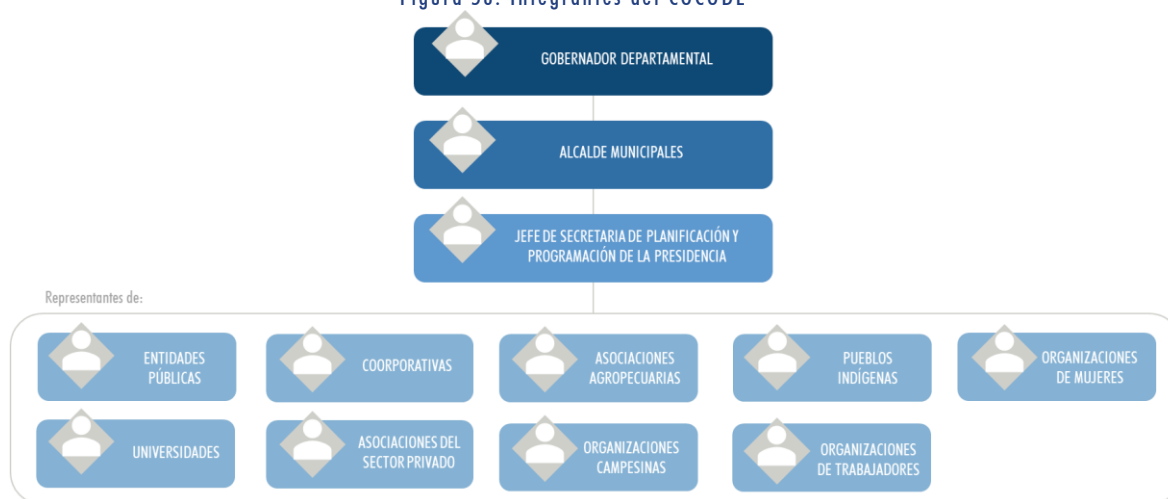 Integrantes del COCODE
GOBERNADOR DEPARTAMENTAL
ALCALDE MUNICIPALES
JEFE DE SECRETARIA DE PLANIFICACIÓN Y
PROGRAMACIÓN DE LA PRESIDENCIA
Representantes de:
ENTIDADES
PÚBLICAS
COORPORATIVAS
ASOCIACIONES
AGROPECUARIAS
PUEBLOS
INDÍGENAS
ORGANIZACIONES
DE MUJERES
UNIVERSIDADES
ASOCIACIONES DEL
SECTOR PRIVADO
ORGANIZACIONES
CAMPESINAS
ORGANIZACIONES
DE TRABAJADORES